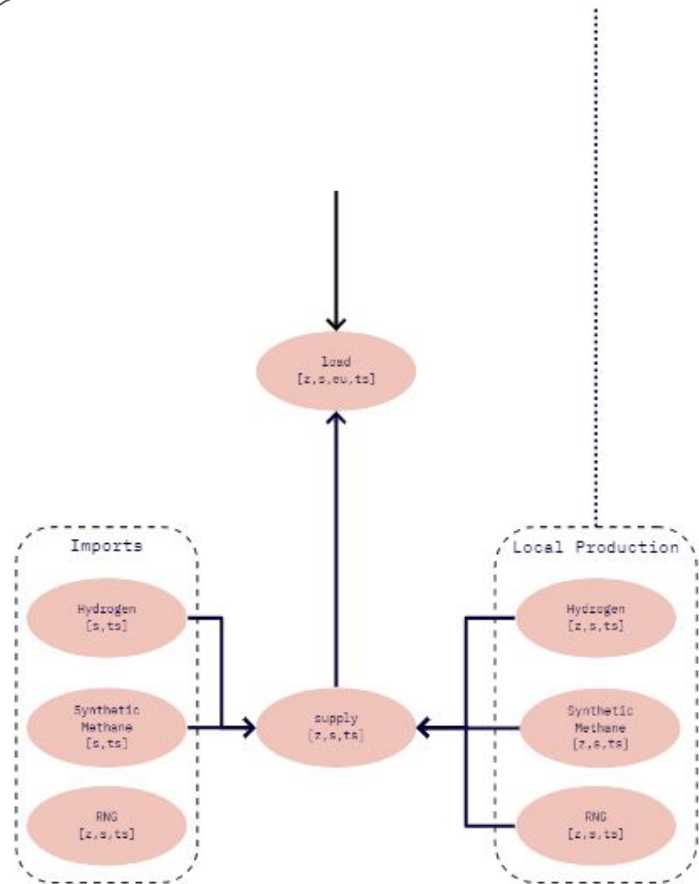 load
[z,s,eu,ts]
Imports
Hydrogen
[s,ts]
Synthetic
Methane
[s,ts]
RNG
[z,s,ts]
supply
[z,s,ts]
Local Production
Hydrogen
[z,s,ts]
Synthetic
Methane
[z,s,ts]
RNG
[z,s,ts]